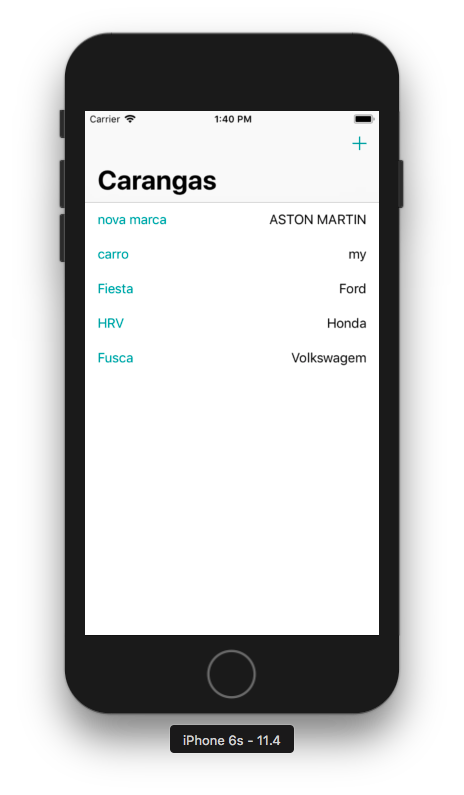 Carrier 1:40 PM
+
Carangas
nova marca ASTON MARTIN
carro my
Fiesta Ford
HRV Honda
Fusca Volkswagem
iPhone 6s - 11.4